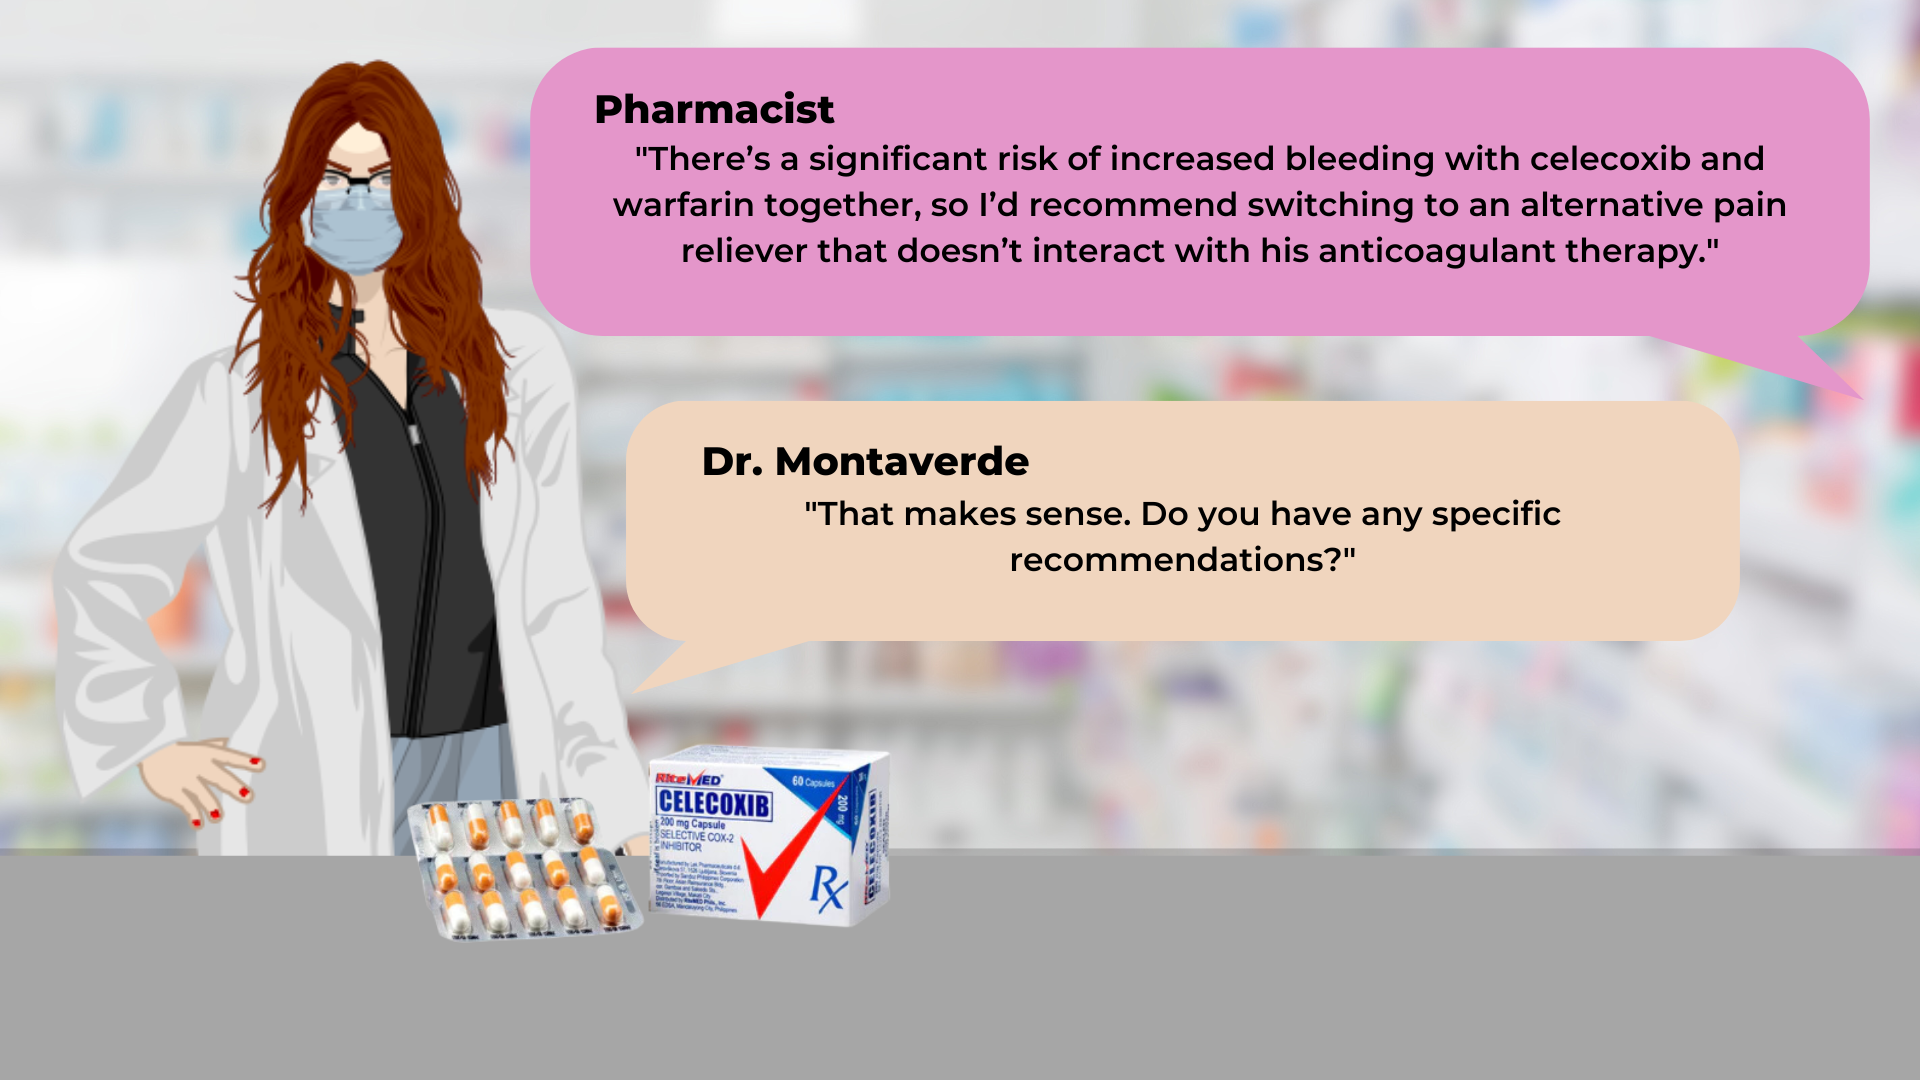 Pharmacist
"There’s a significant risk of increased bleeding with celecoxib and
warfarin together, so I’d recommend switching to an alternative pain
reliever that doesn’t interact with his anticoagulant therapy."
Dr. Montaverde
"That makes sense. Do you have any specific
recommendations?"
RiteMED
60 Capsules
CELECOXIB
200 mg
200 mg Capsule
SELECTIVE COX-2
INHIBITOR
Rx
CELECOXIB